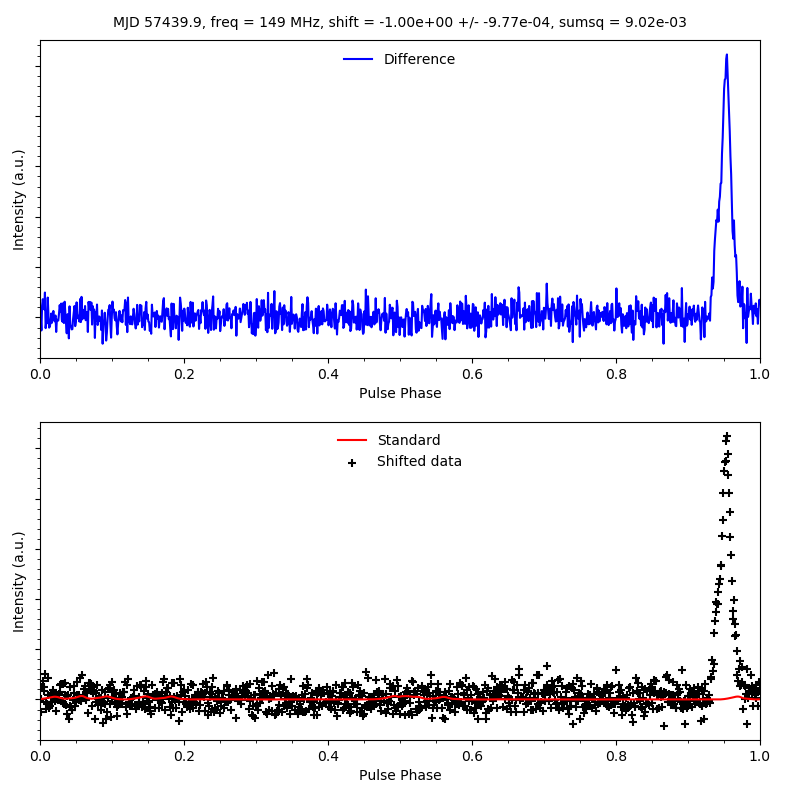 MJD 57439.9, freq = 149 MHz, shift = -1.00e+00 +/- -9.77e-04, sumsq = 9.02e-03
Difference
Intensity (a.u.)
0.0 0.2 0.4 0.6 0.8 1.0
Pulse Phase
Standard
Shifted data
Intensity (a.u.)
0.0 0.2 0.4 0.6 0.8 1.0
Pulse Phase